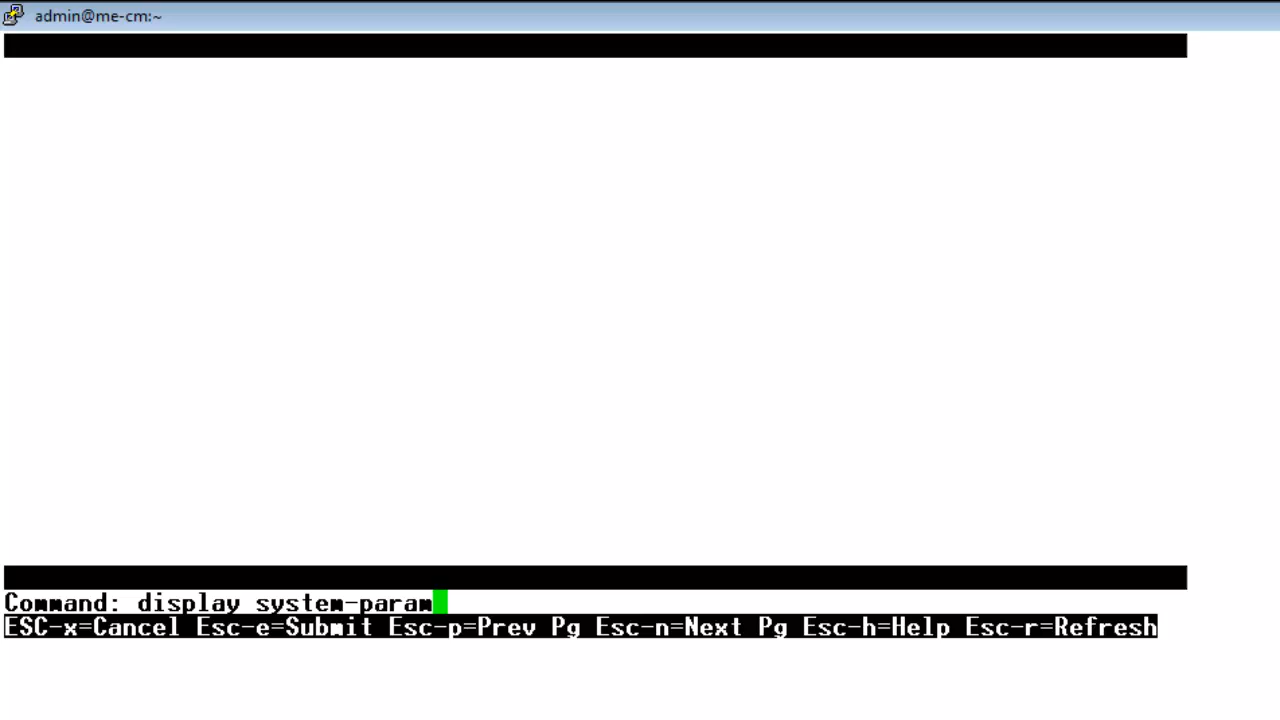 admin@me-cm:~
Command: display system-param
ESC-x=Cancel Esc-e=Submit Esc-p=Prev Pg Esc-n=Next Pg Esc-h=Help Esc-r=Refresh